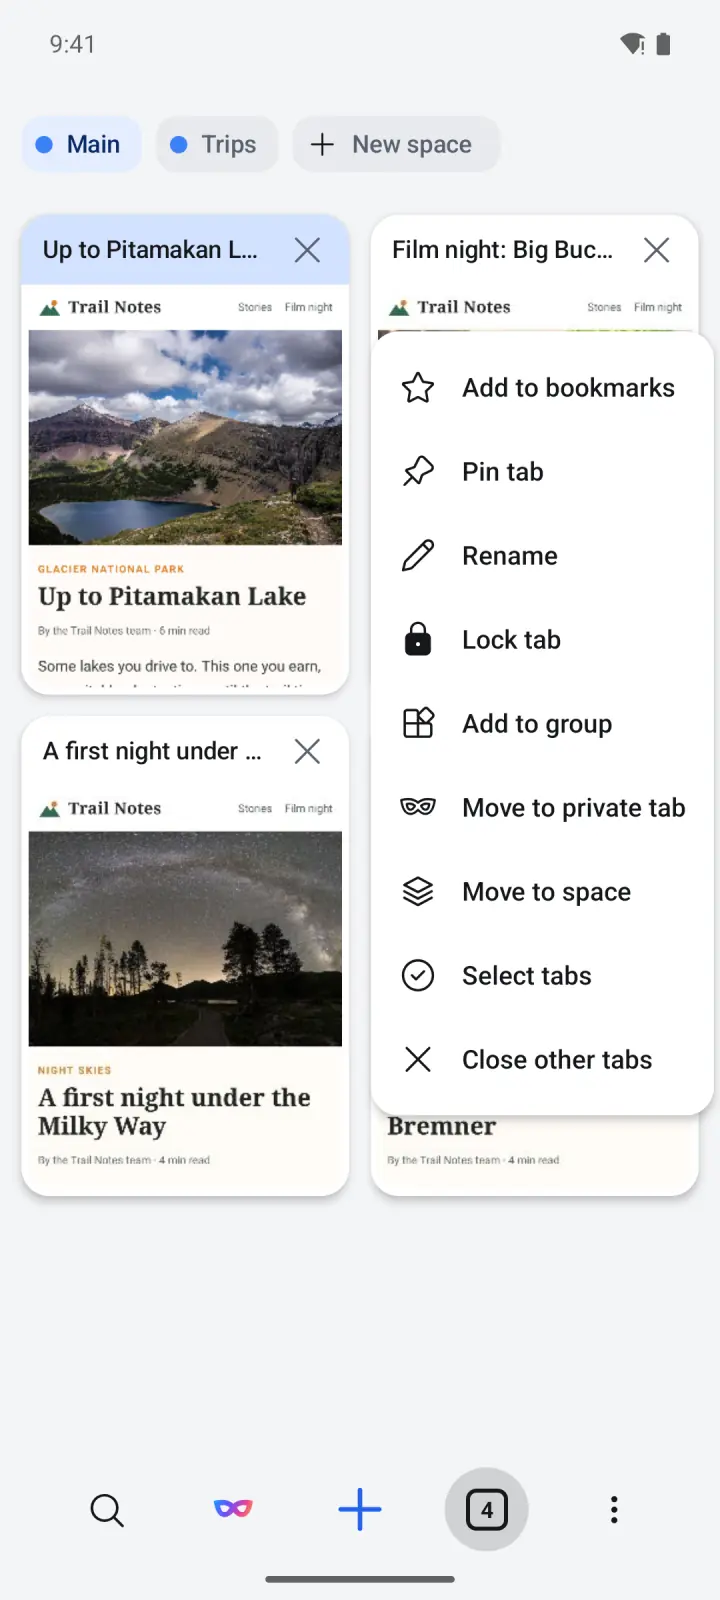 9:41
Main
Trips
New space
Up to Pitamakan L...
Trail Notes
Stories Film night
GLACIER NATIONAL PARK
Up to Pitamakan Lake
By the Trail Notes team · 6 min read
Some lakes you drive to. This one you earn,
Film night: Big Buc...
Trail Notes
Stories Film night
Add to bookmarks
Pin tab
Rename
Lock tab
Add to group
Move to private tab
Move to space
Select tabs
Close other tabs
A first night under ...
Trail Notes
Stories Film night
NIGHT SKIES
A first night under the
Milky Way
By the Trail Notes team · 4 min read
Bremner
By the Trail Notes team · 4 min read
4